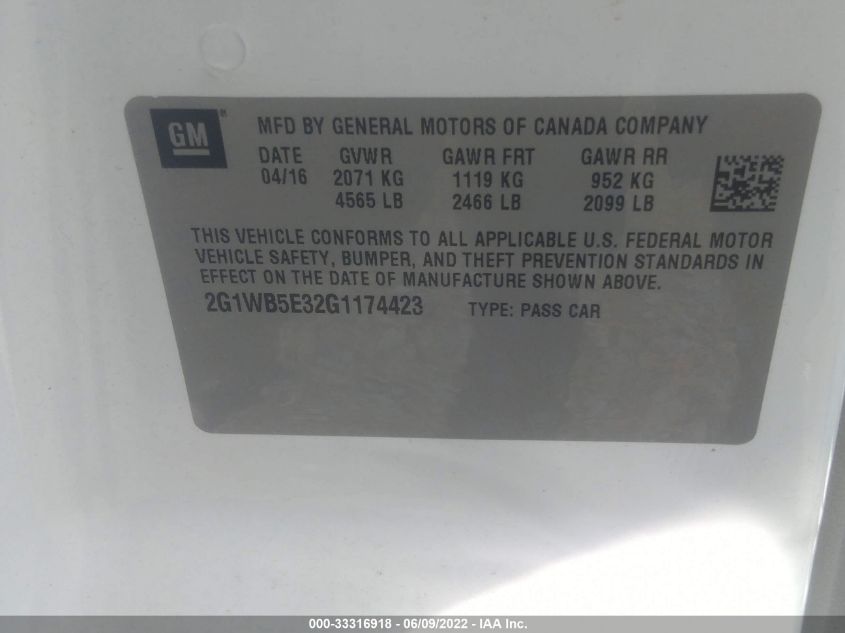 GM®
MFD BY GENERAL MOTORS OF CANADA COMPANY
DATE GVWR GAWR FRT GAWR RR
04/16 2071 KG 1119 KG 952 KG
4565 LB 2466 LB 2099 LB
THIS VEHICLE CONFORMS TO ALL APPLICABLE U.S. FEDERAL MOTOR
VEHICLE SAFETY, BUMPER, AND THEFT PREVENTION STANDARDS IN
EFFECT ON THE DATE OF MANUFACTURE SHOWN ABOVE.
2G1WB5E32G1174423 TYPE: PASS CAR
000-33316918 - 06/09/2022 - IAA Inc.